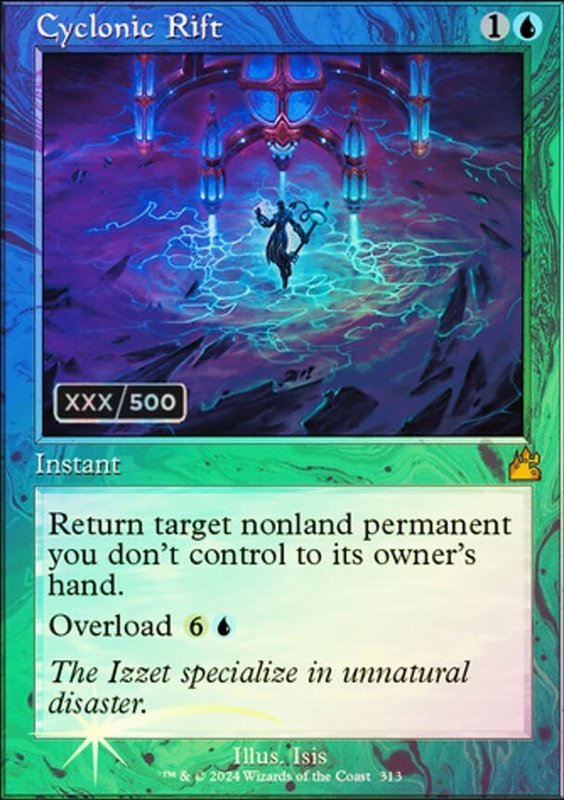 Cyclonic Rift 1
XXX/500
Instant
Return target nonland permanent
you don't control to its owner's
hand.
Overload 6
The Izzet specialize in unnatural
disaster.
Illus. Isis
™ & © 2024 Wizards of the Coast 313